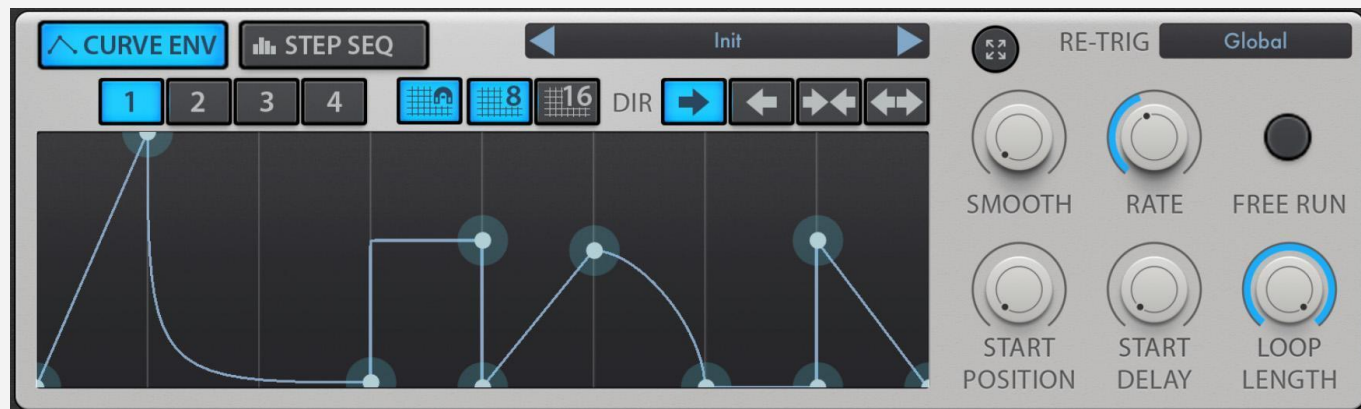 CURVE ENV STEP SEQ Init RE-TRIG Global
1 2 3 4 8 16 DIR
SMOOTH RATE FREE RUN
START POSITION
START DELAY
LOOP LENGTH